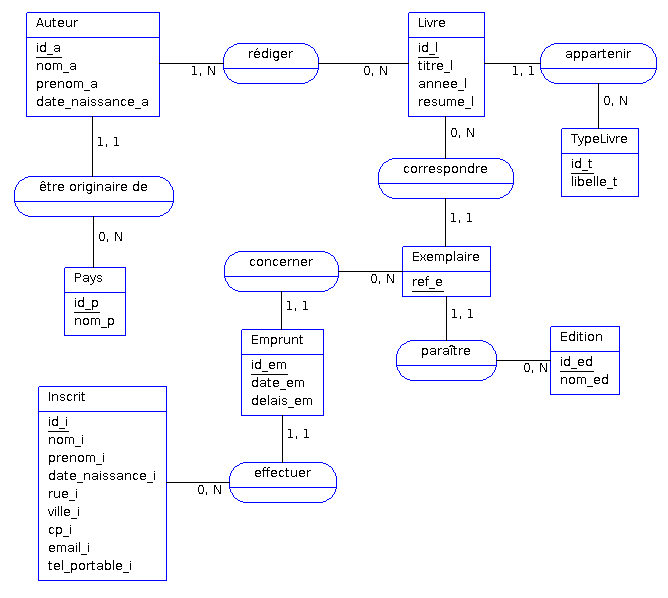 Auteur
id_a
nom_a
prenom_a
date_naissance_a
1, N
rédiger
0, N
Livre
id_l
titre_l
annee_l
resume_l
1, 1
appartenir
0, N
TypeLivre
id_t
libelle_t
1, 1
être originaire de
0, N
Pays
id_p
nom_p
0, N
correspondre
1, 1
Exemplaire
ref_e
concerner
0, N
1, 1
Emprunt
id_em
date_em
delais_em
1, 1
paraître
0, N
Edition
id_ed
nom_ed
1, 1
effectuer
0, N
Inscrit
id_i
nom_i
prenom_i
date_naissance_i
rue_i
ville_i
cp_i
email_i
tel_portable_i